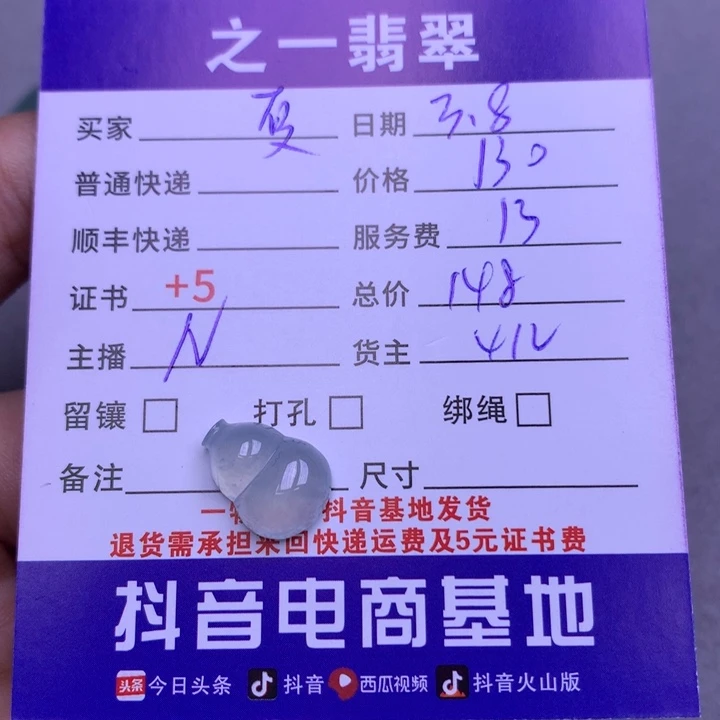 之一翡翠
买家 夏 日期 3.8
普通快递 价格 130
顺丰快递 服务费 13
证书 +5 总价 148
主播 N 货主 412
留镶 打孔 绑绳
备注 尺寸
一 抖音基地发货
退货需承担来回快递运费及5元证书费
抖音电商基地
头条 今日头条 抖音 西瓜视频 抖音火山版